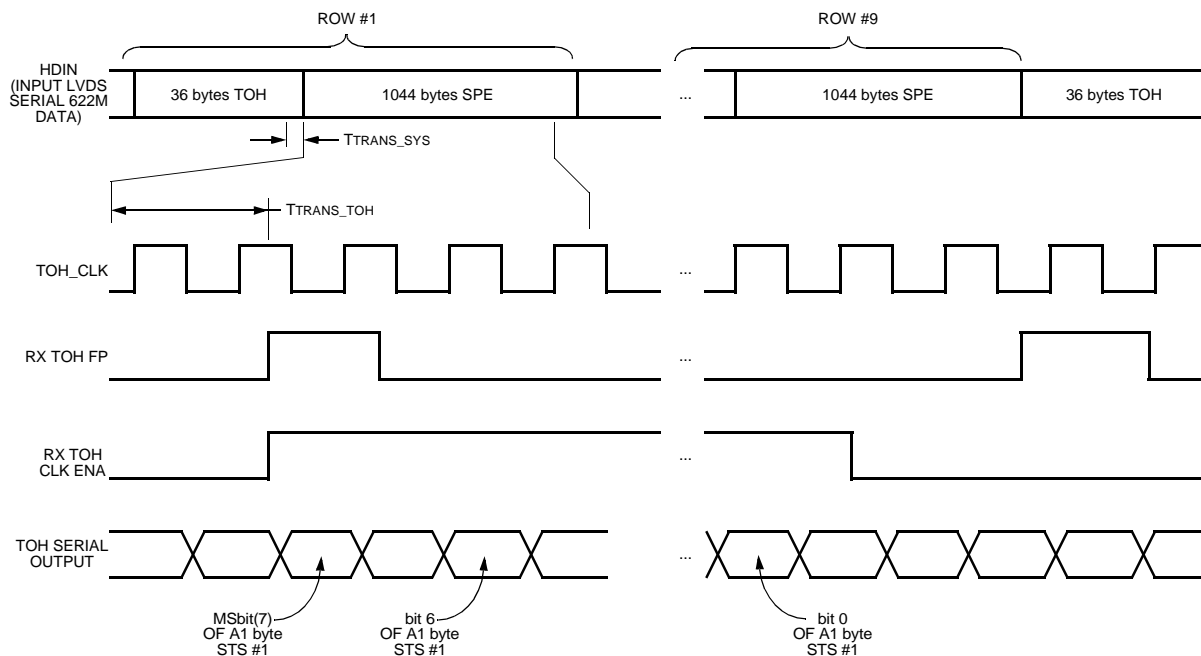 ROW #1
ROW #9
HDIN
(INPUT LVDS
SERIAL 622M
DATA)
36 bytes TOH
1044 bytes SPE
...
1044 bytes SPE
36 bytes TOH
TTRANS_SYS
TTRANS_TOH
TOH_CLK
...
RX TOH FP
...
RX TOH
CLK ENA
...
TOH SERIAL
OUTPUT
...
MSbit(7)
OF A1 byte
STS #1
bit 6
OF A1 byte
STS #1
bit 0
OF A1 byte
STS #1